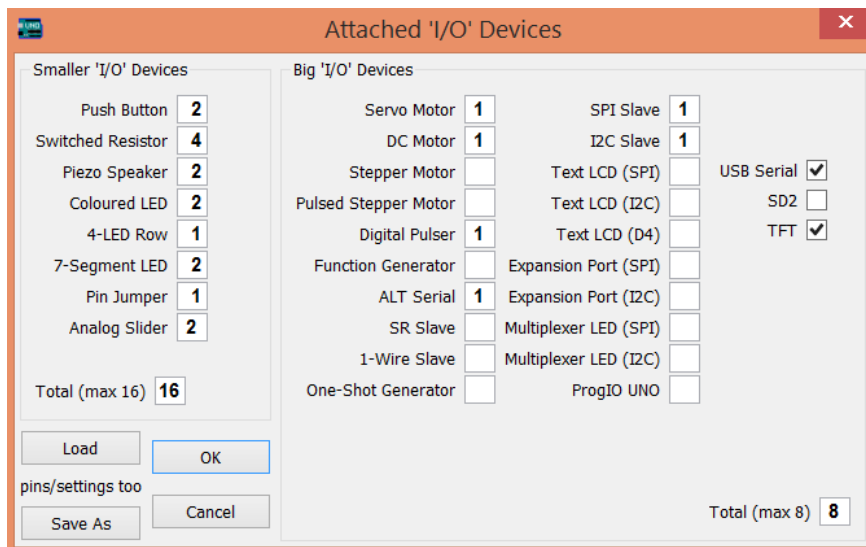 UNO
Attached 'I/O' Devices
Smaller 'I/O' Devices
Push Button 2
Switched Resistor 4
Piezo Speaker 2
Coloured LED 2
4-LED Row 1
7-Segment LED 2
Pin Jumper 1
Analog Slider 2
Total (max 16) 16
Load
OK
pins/settings too
Save As
Cancel
Big 'I/O' Devices
Servo Motor 1
DC Motor 1
Stepper Motor
Pulsed Stepper Motor
Digital Pulser 1
Function Generator
ALT Serial 1
SR Slave
1-Wire Slave
One-Shot Generator
SPI Slave 1
I2C Slave 1
Text LCD (SPI)
Text LCD (I2C)
Text LCD (D4)
Expansion Port (SPI)
Expansion Port (I2C)
Multiplexer LED (SPI)
Multiplexer LED (I2C)
ProgIO UNO
USB Serial
SD2
TFT
Total (max 8) 8